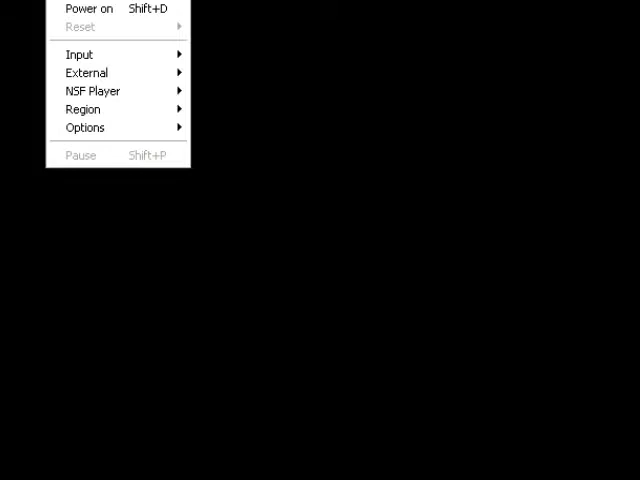 Power on Shift+D
Reset
Input
External
NSF Player
Region
Options
Pause Shift+P